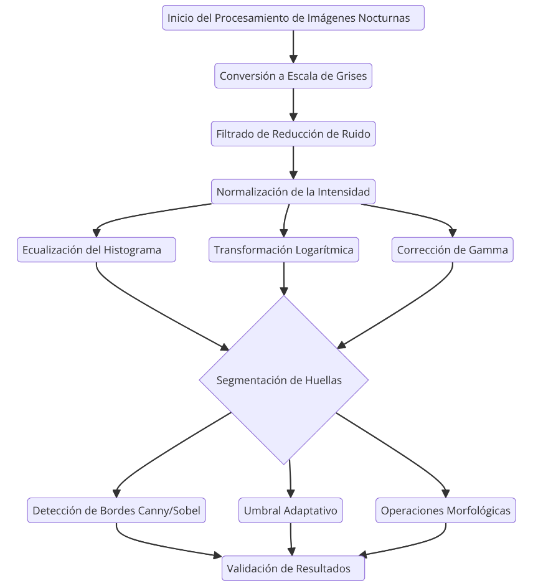 Inicio del Procesamiento de Imágenes Nocturnas
Conversión a Escala de Grises
Filtrado de Reducción de Ruido
Normalización de la Intensidad
Ecualización del Histograma
Transformación Logarítmica
Corrección de Gamma
Segmentación de Huellas
Detección de Bordes Canny/Sobel
Umbral Adaptativo
Operaciones Morfológicas
Validación de Resultados